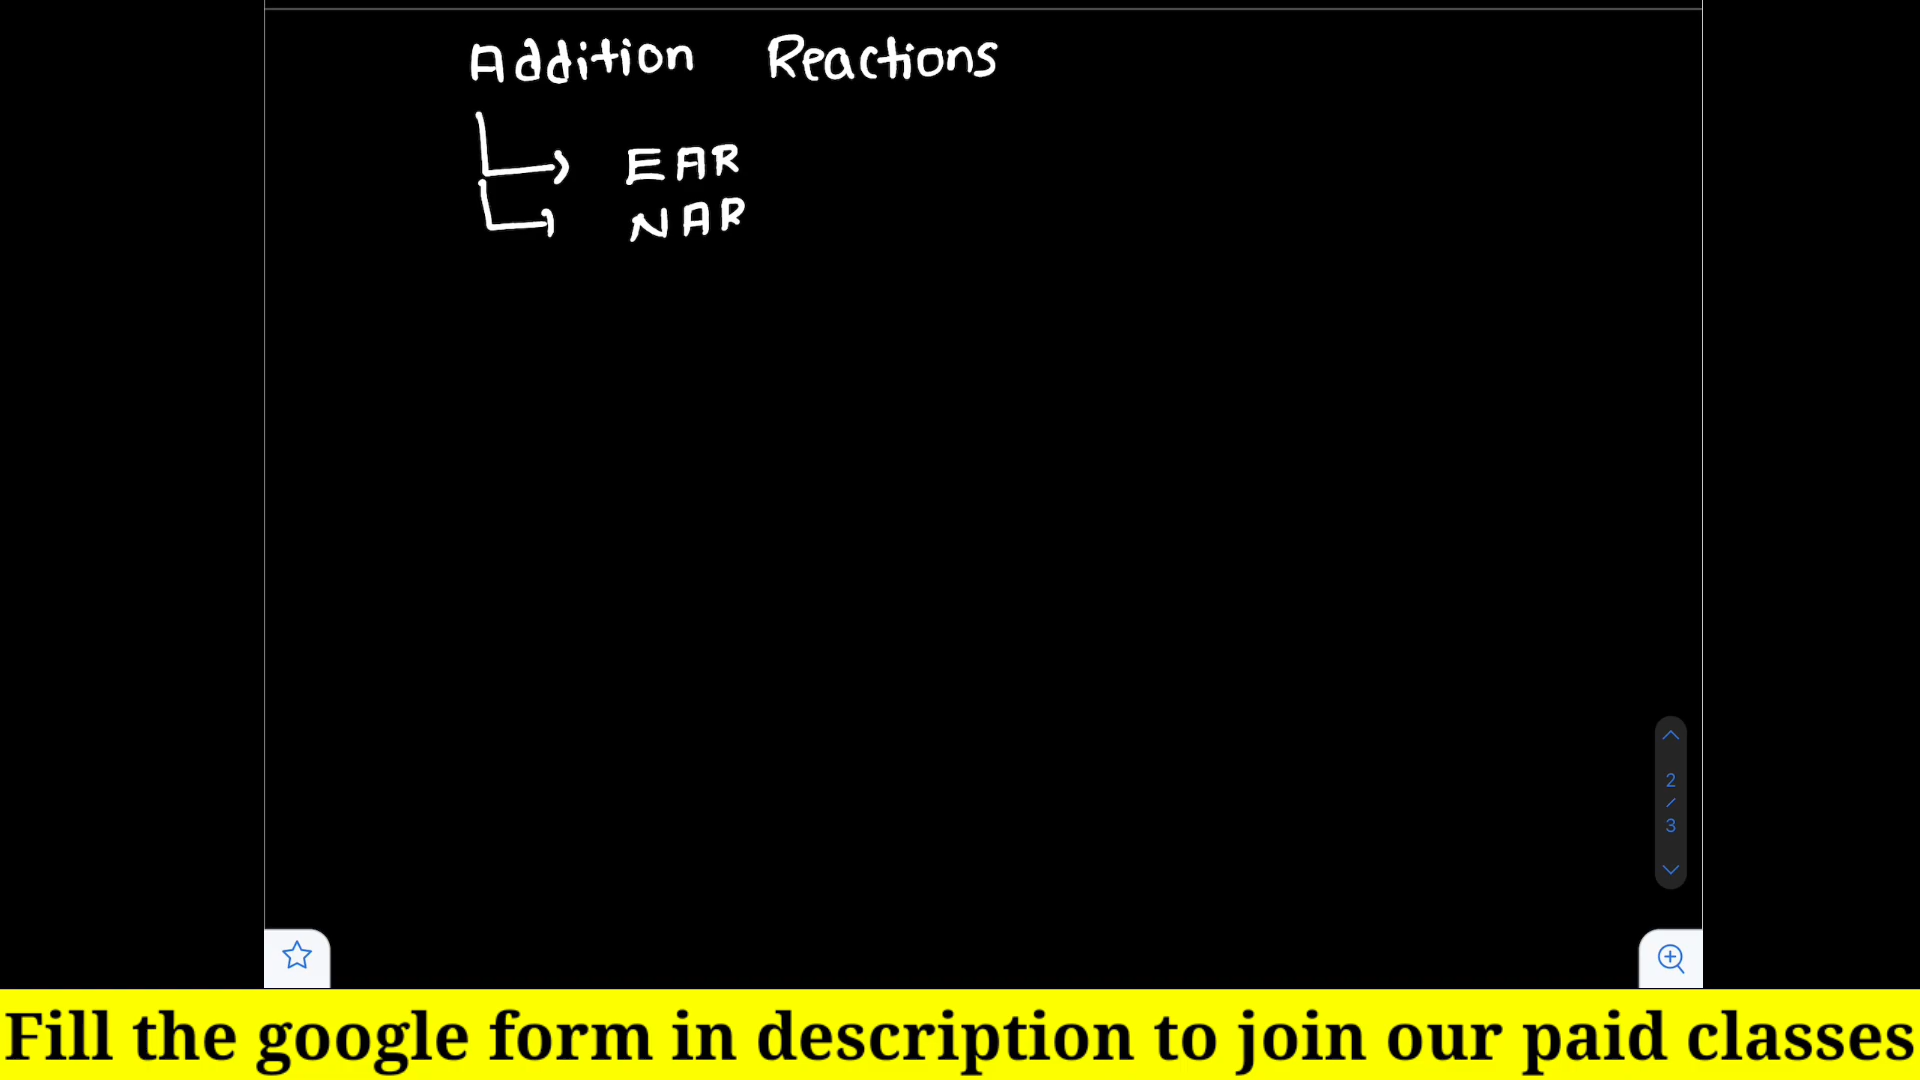 Addition Reactions
EAR
NAR
2
/
3
Fill the google form in description to join our paid classes